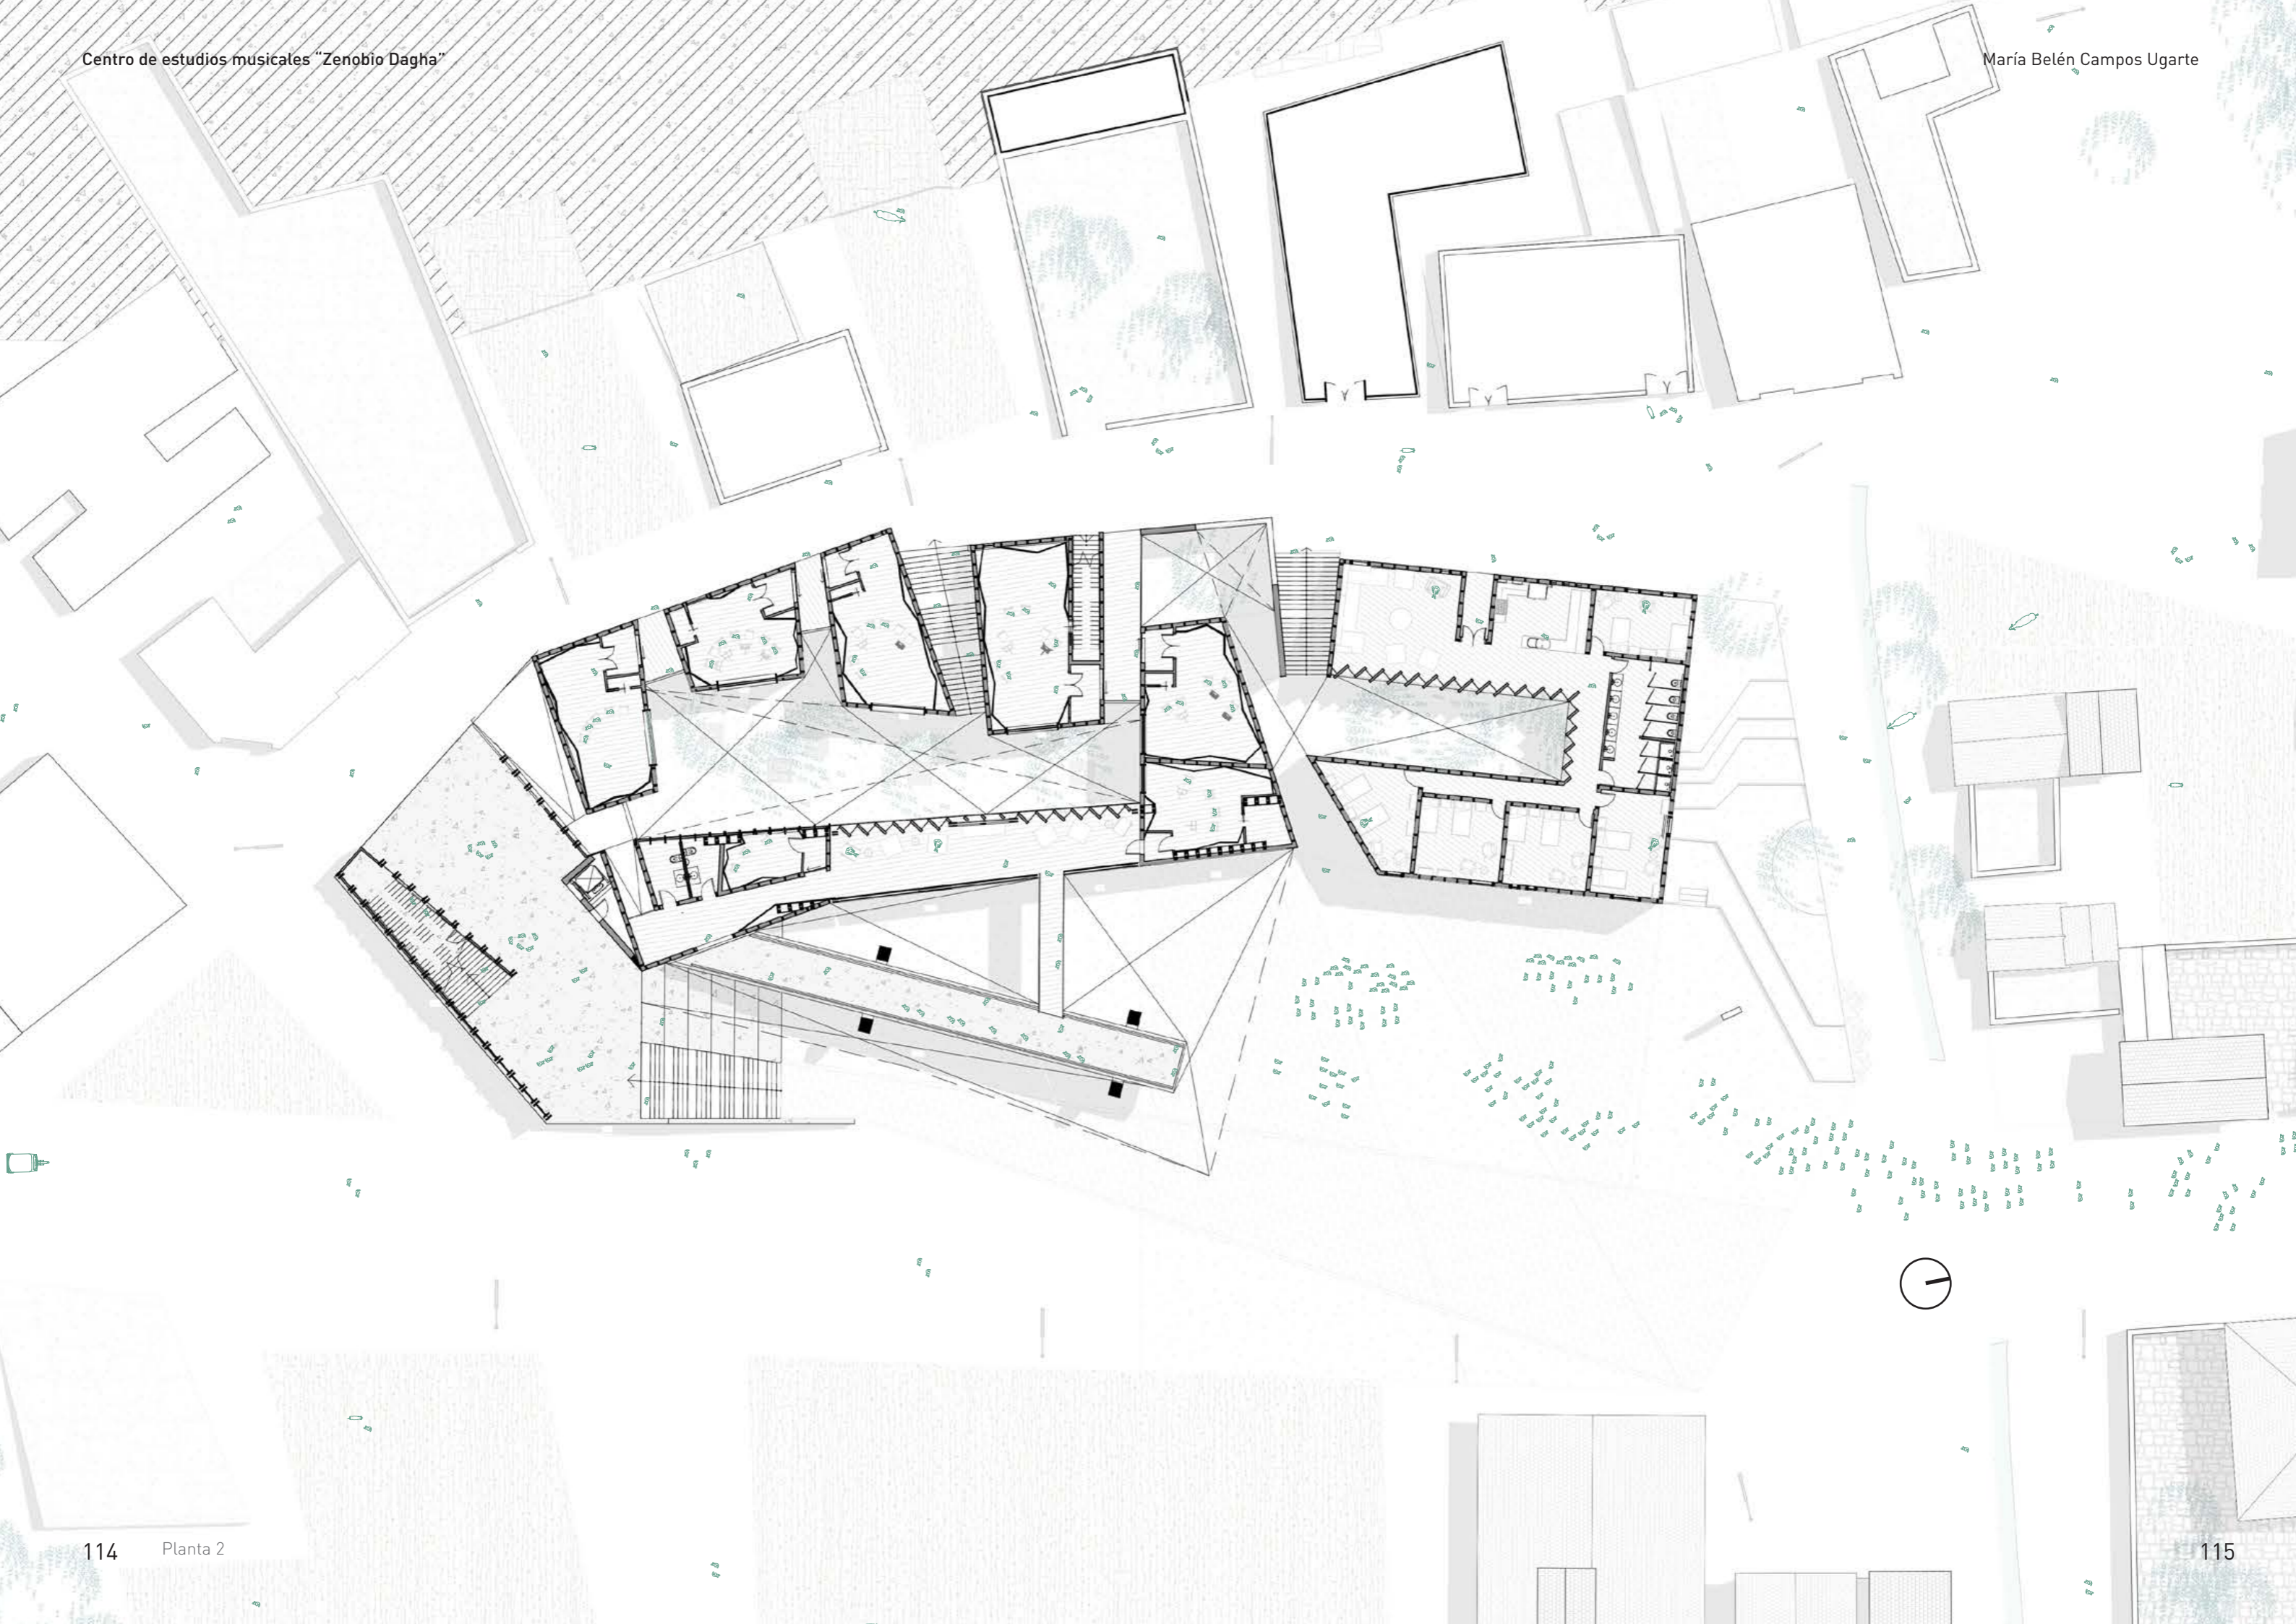 Centro de estudios musicales “Zenobio Dagha”
María Belén Campos Ugarte
114
Planta 2
115